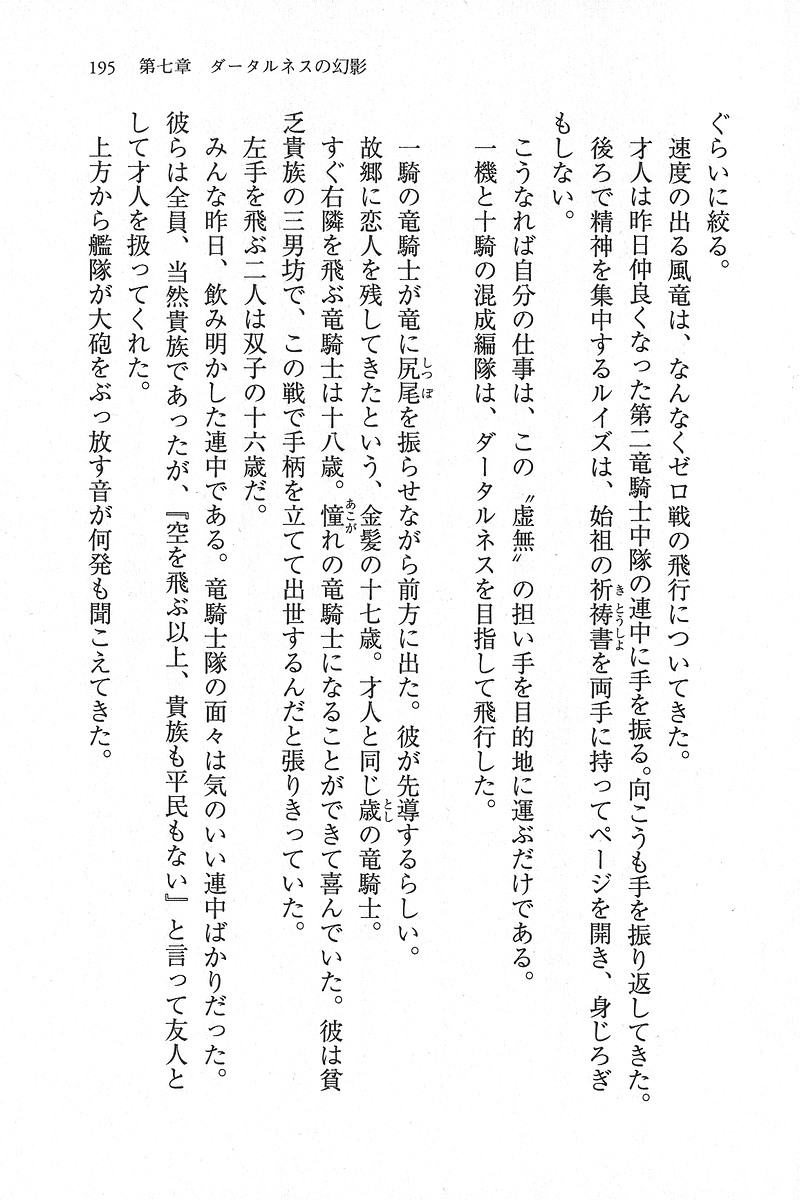 195 第七章 ダータルネスの幻影
ぐらいに絞る。
速度の出る風竜は、なんなくゼロ戦の飛行についてきた。
才人は昨日仲良くなった第二竜騎士中隊の連中に手を振る。向こうも手を振り返してきた。
後ろで精神を集中するルイズは、始祖の祈祷書を両手に持ってページを開き、身じろぎ
もしない。
こうなれば自分の仕事は、この〝虚無〟の担い手を目的地に運ぶだけである。
一機と十騎の混成編隊は、ダータルネスを目指して飛行した。
一騎の竜騎士が竜に尻尾を振らせながら前方に出た。彼が先導するらしい。
故郷に恋人を残してきたという、金髪の十七歳。才人と同じ歳の竜騎士。
すぐ右隣を飛ぶ竜騎士は十八歳。憧れの竜騎士になることができて喜んでいた。彼は貧
乏貴族の三男坊で、この戦で手柄を立てて出世するんだと張りきっていた。
左手を飛ぶ二人は双子の十六歳だ。
みんな昨日、飲み明かした連中である。竜騎士隊の面々は気のいい連中ばかりだった。
彼らは全員、当然貴族であったが、『空を飛ぶ以上、貴族も平民もない』と言って友人と
して才人を扱ってくれた。
上方から艦隊が大砲をぶっ放す音が何発も聞こえてきた。